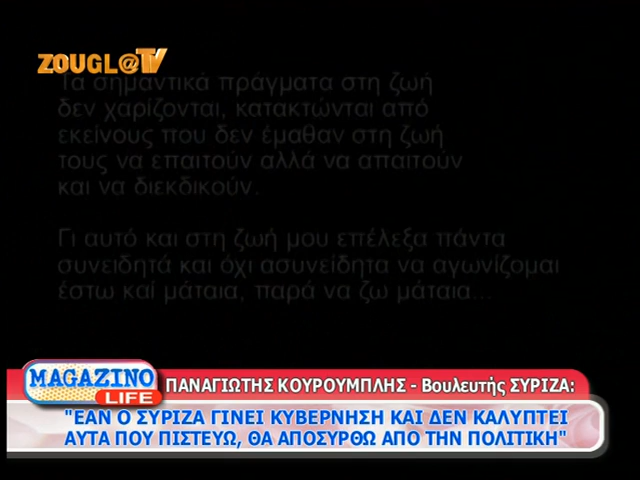 ZOUGL@TV
Τα σημαντικά πράγματα στη ζωή
δεν χαρίζονται, κατακτώνται από
εκείνους που δεν έμαθαν στη ζωή
τους να επαιτούν αλλά να απαιτούν
και να διεκδικούν.
Γι αυτό και στη ζωή μου επέλεξα πάντα
συνειδητά και όχι ασυνείδητα να αγωνίζομαι
έστω καί μάταια, παρά να ζω μάταια...
MAGAZINO
LIFE
ΠΑΝΑΓΙΩΤΗΣ ΚΟΥΡΟΥΜΠΛΗΣ - Βουλευτής ΣΥΡΙΖΑ:
"ΕΑΝ Ο ΣΥΡΙΖΑ ΓΙΝΕΙ ΚΥΒΕΡΝΗΣΗ ΚΑΙ ΔΕΝ ΚΑΛΥΠΤΕΙ
ΑΥΤΑ ΠΟΥ ΠΙΣΤΕΥΩ, ΘΑ ΑΠΟΣΥΡΘΩ ΑΠΟ ΤΗΝ ΠΟΛΙΤΙΚΗ"